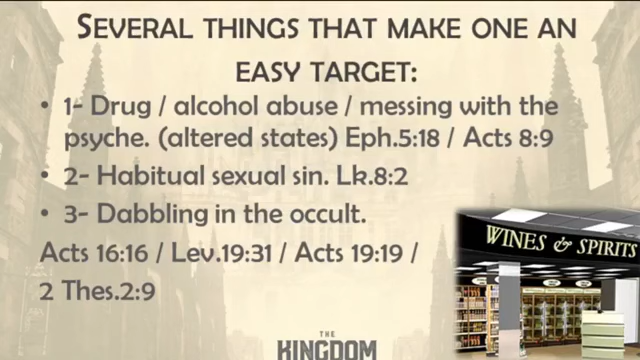 SEVERAL THINGS THAT MAKE ONE AN
EASY TARGET:
• 1- Drug / alcohol abuse / messing with the
psyche. (altered states) Eph.5:18 / Acts 8:9
• 2- Habitual sexual sin. Lk.8:2
• 3- Dabbling in the occult.
Acts 16:16 / Lev.19:31 / Acts 19:19 /
2 Thes.2:9
WINES & SPIRITS
THE
KINGDOM